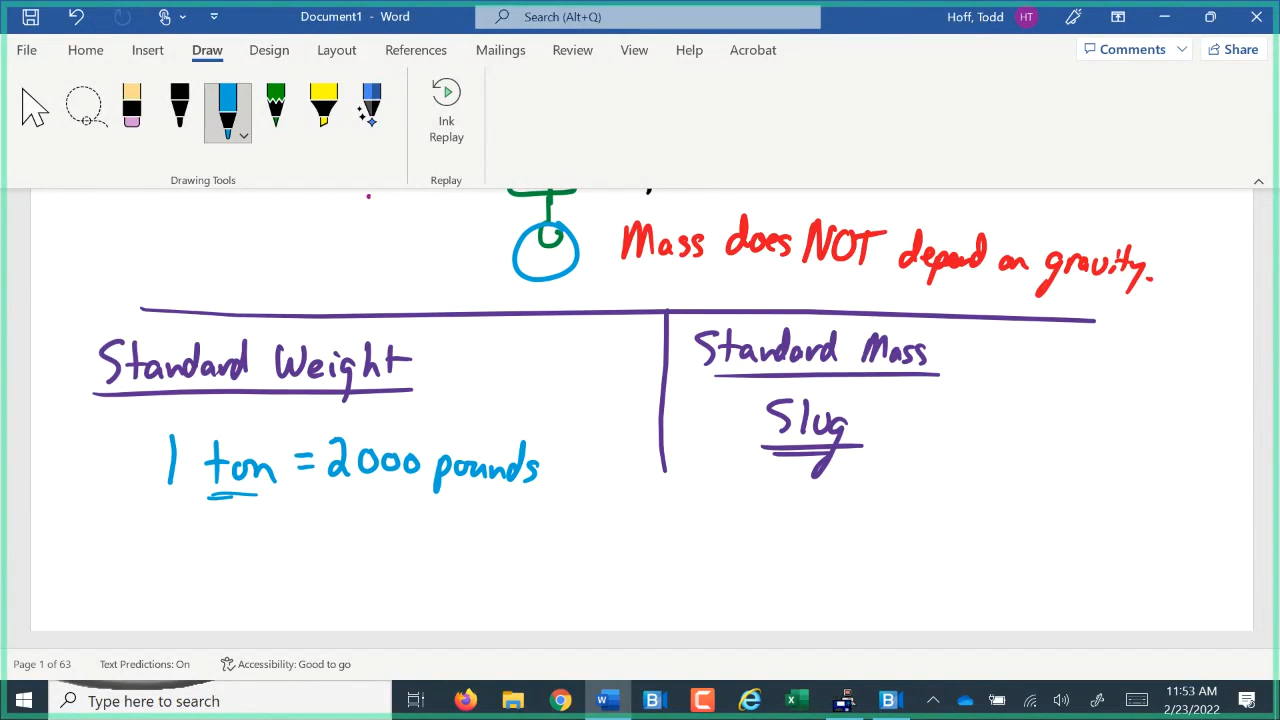 Document1 - Word
Search (Alt+Q)
Hoff, Todd
HT
File Home Insert Draw Design Layout References Mailings Review View Help Acrobat
Comments
Share
Ink
Replay
Drawing Tools
Replay
Mass does NOT depend on gravity.
Standard Weight
Standard Mass
Slug
1 ton = 2000 pounds
Page 1 of 63
Text Predictions: On
Accessibility: Good to go
Type here to search
11:53 AM
2/23/2022